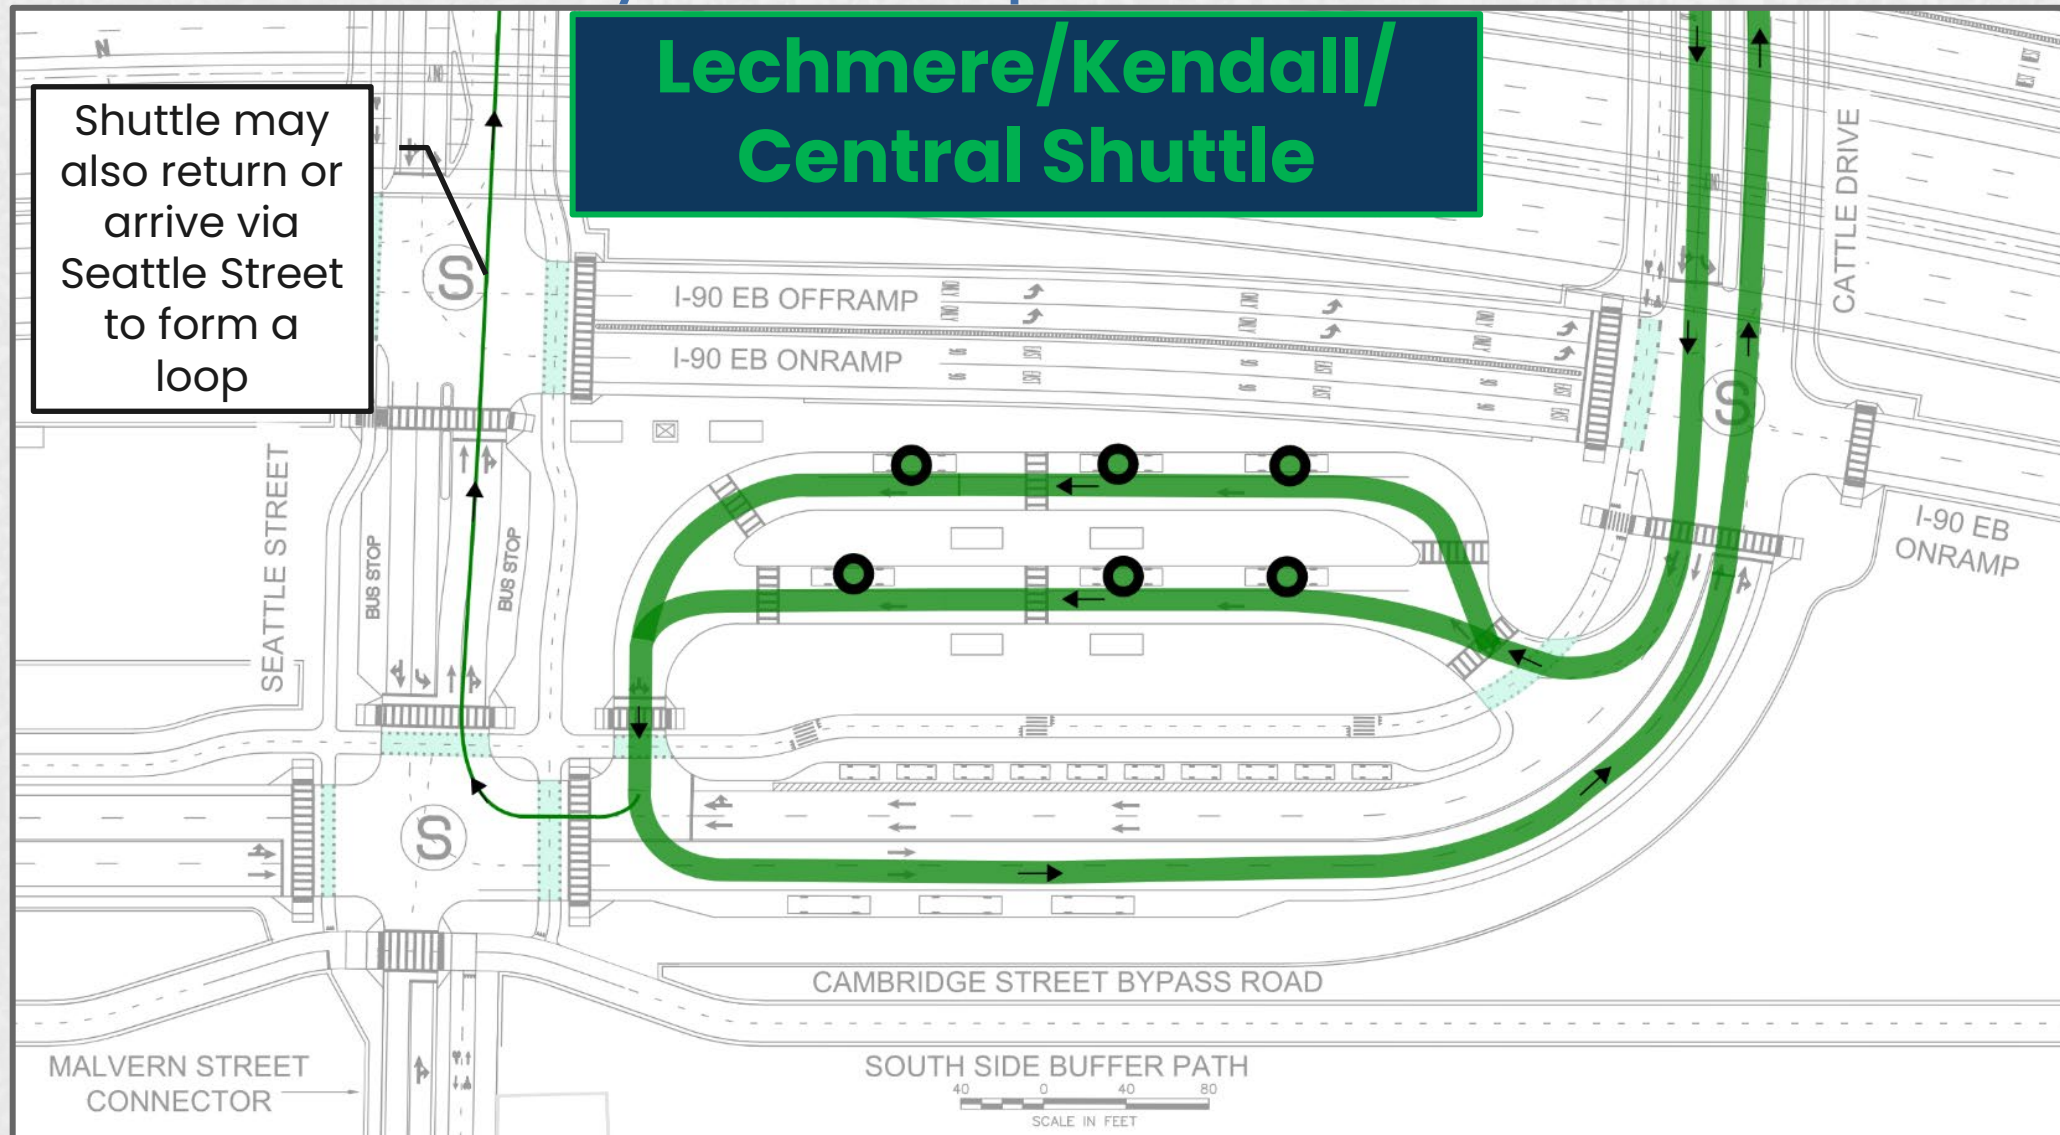 Lechmere/Kendall/
Central Shuttle
Shuttle may
also return or
arrive via
Seattle Street
to form a
loop
N
S
I-90 EB OFFRAMP
I-90 EB ONRAMP
CATTLE DRIVE
S
SEATTLE STREET
BUS STOP
BUS STOP
I-90 EB
ONRAMP
S
CAMBRIDGE STREET BYPASS ROAD
MALVERN STREET
CONNECTOR
SOUTH SIDE BUFFER PATH
40 0 40 80
SCALE IN FEET